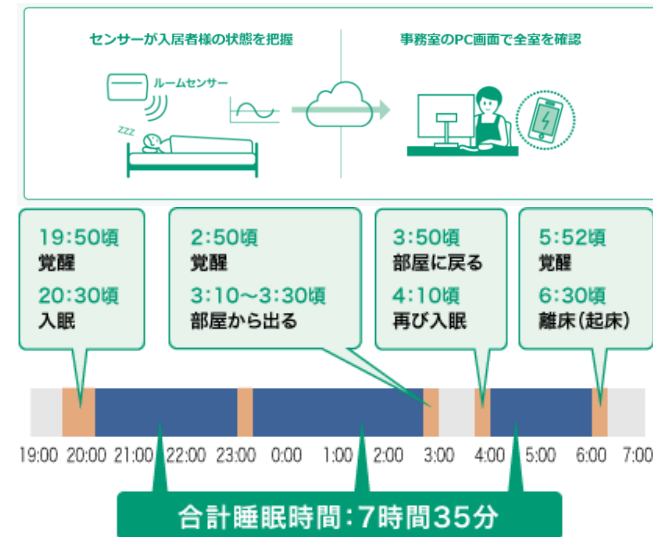 センサーが入居者様の状態を把握
事務室のPC画面で全室を確認
ルームセンサー
zzz
19:50頃
覚醒
20:30頃
入眠
2:50頃
覚醒
3:10〜3:30頃
部屋から出る
3:50頃
部屋に戻る
4:10頃
再び入眠
5:52頃
覚醒
6:30頃
離床(起床)
19:00 20:00 21:00 22:00 23:00 0:00 1:00 2:00 3:00 4:00 5:00 6:00 7:00
合計睡眠時間:7時間35分